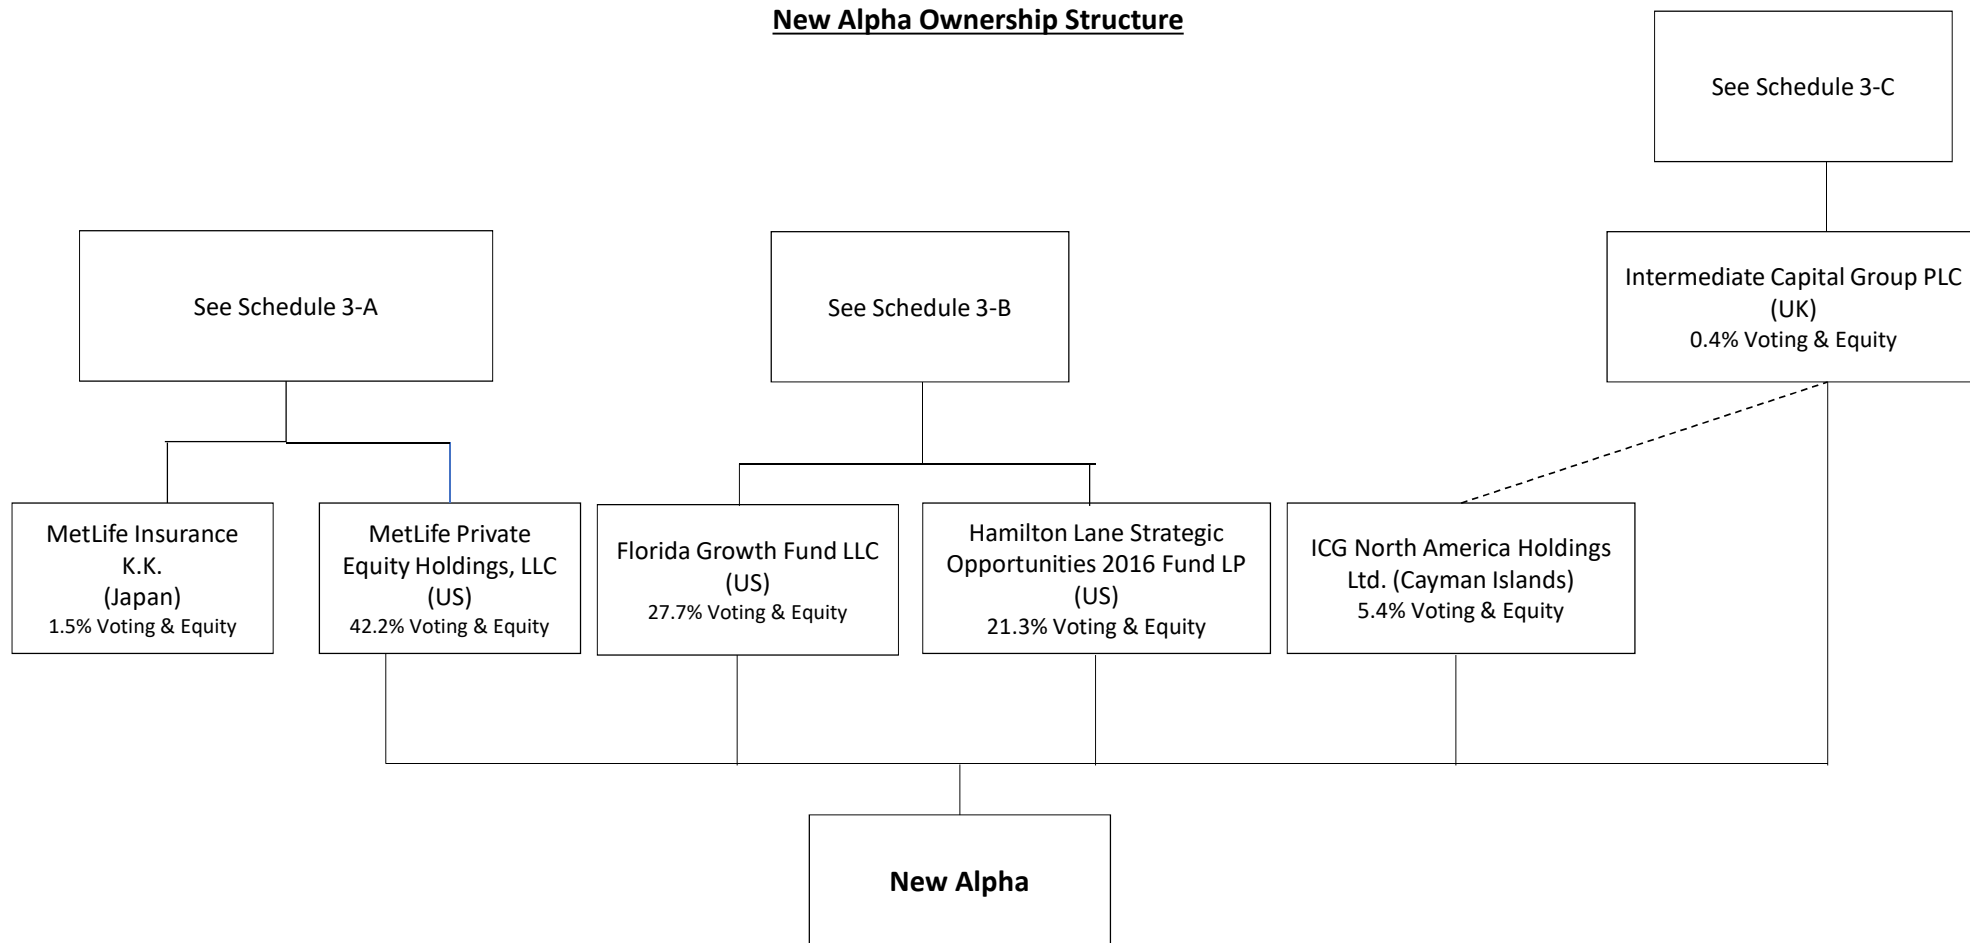 New Alpha Ownership Structure
See Schedule 3-C
See Schedule 3-A
See Schedule 3-B
Intermediate Capital Group PLC
(UK)
0.4% Voting & Equity
MetLife Insurance
K.K.
(Japan)
1.5% Voting & Equity
MetLife Private
Equity Holdings, LLC
(US)
42.2% Voting & Equity
Florida Growth Fund LLC
(US)
27.7% Voting & Equity
Hamilton Lane Strategic
Opportunities 2016 Fund LP
(US)
21.3% Voting & Equity
ICG North America Holdings
Ltd. (Cayman Islands)
5.4% Voting & Equity
New Alpha